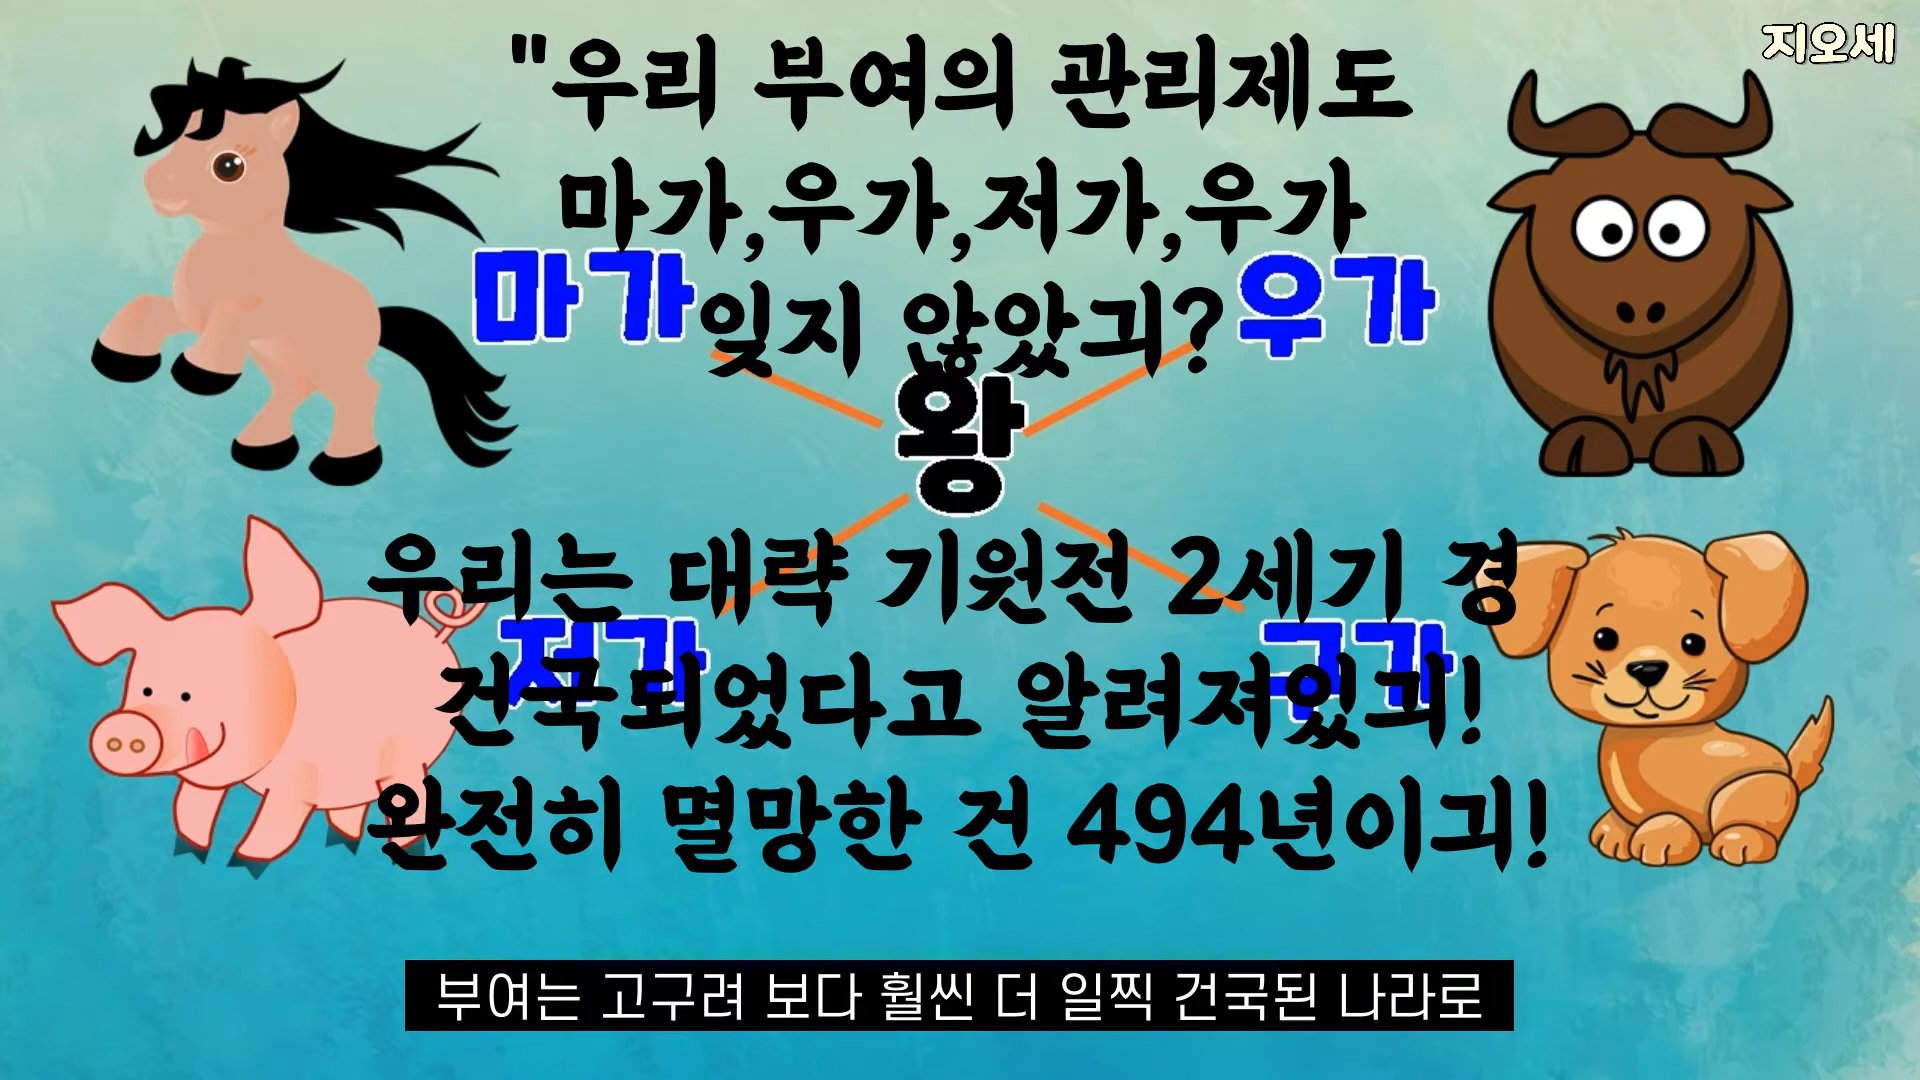 지오세
"우리 부여의 관리제도
마가,우가,저가,우가
잊지 않았긔?
마가
우가
왕
우리는 대략 기원전 2세기 경
건국되었다고 알려져있긔!
완전히 멸망한 건 494년이긔!
저가
구가
부여는 고구려 보다 훨씬 더 일찍 건국된 나라로